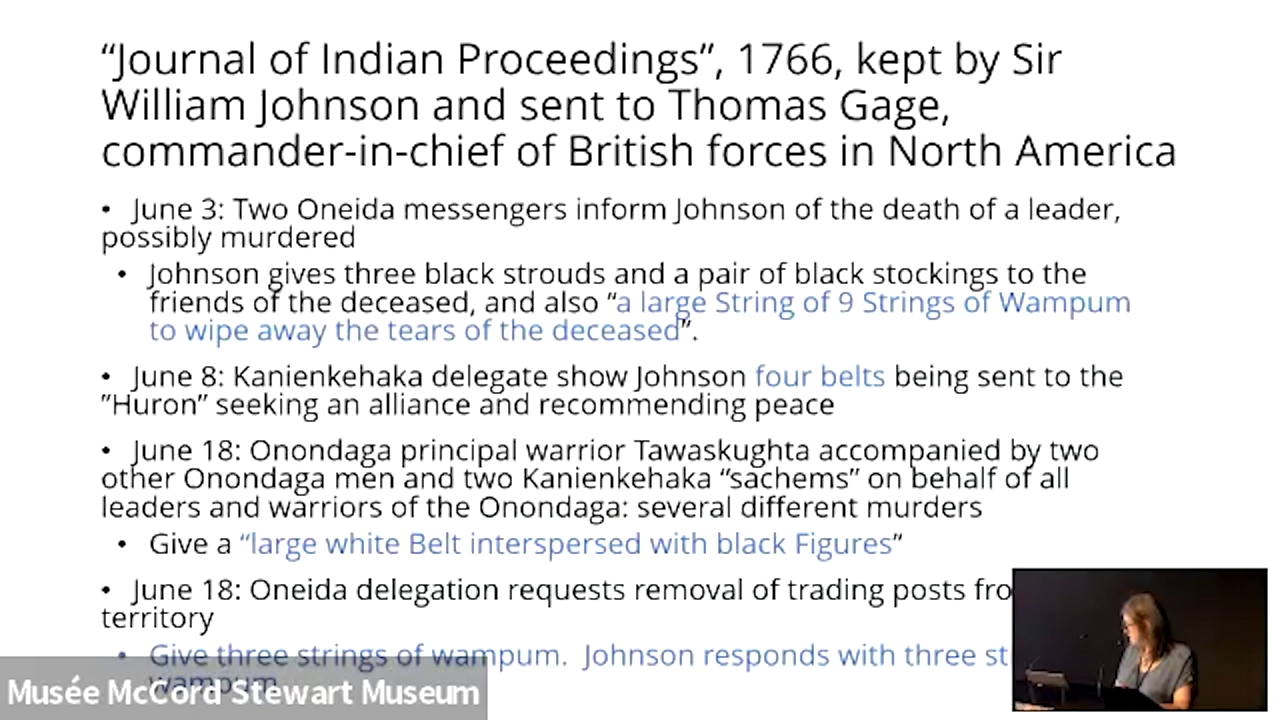 “Journal of Indian Proceedings”, 1766, kept by Sir
William Johnson and sent to Thomas Gage,
commander-in-chief of British forces in North America
• June 3: Two Oneida messengers inform Johnson of the death of a leader,
possibly murdered
• Johnson gives three black strouds and a pair of black stockings to the
friends of the deceased, and also “a large String of 9 Strings of Wampum
to wipe away the tears of the deceased”.
• June 8: Kanienkehaka delegate show Johnson four belts being sent to the
”Huron” seeking an alliance and recommending peace
• June 18: Onondaga principal warrior Tawaskughta accompanied by two
other Onondaga men and two Kanienkehaka “sachems” on behalf of all
leaders and warriors of the Onondaga: several different murders
• Give a “large white Belt interspersed with black Figures”
• June 18: Oneida delegation requests removal of trading posts
territory
• Give three strings of wampum. Johnson responds with three
wampum
Musée McCord Stewart Museum